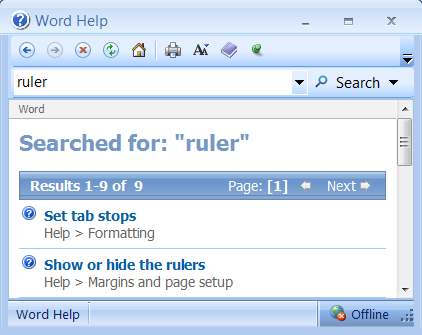 Word Help
ruler
Search
Word
Searched for: "ruler"
Results 1-9 of 9 Page: [1] Next
Set tab stops
Help > Formatting
Show or hide the rulers
Help > Margins and page setup
Word Help Offline